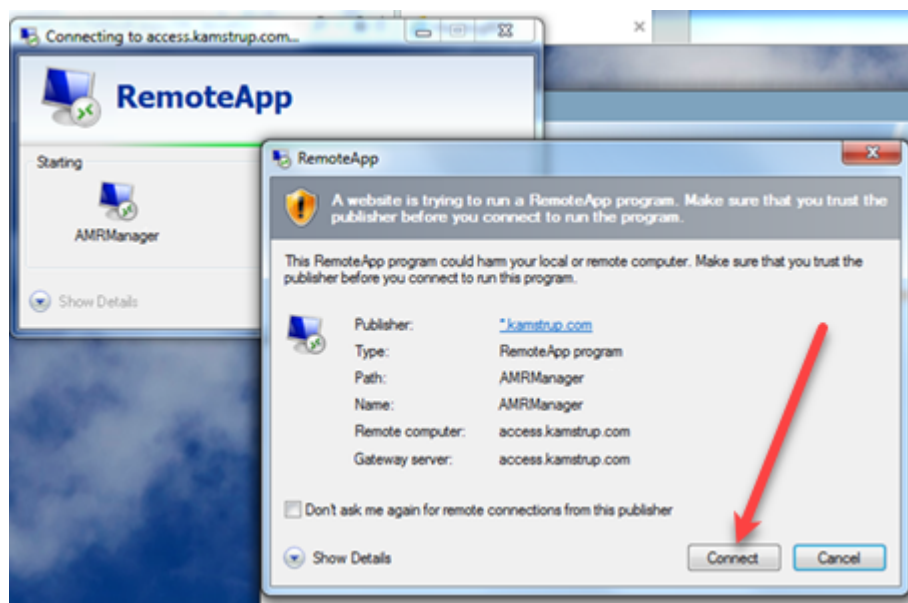 Connecting to access.kamstrup.com...
RemoteApp
Starting
AMRManager
Show Details
RemoteApp
A website is trying to run a RemoteApp program. Make sure that you trust the
publisher before you connect to run the program.
This RemoteApp program could harm your local or remote computer. Make sure that you trust the
publisher before you connect to run this program.
Publisher: *.kamstrup.com
Type: RemoteApp program
Path: AMRManager
Name: AMRManager
Remote computer: access.kamstrup.com
Gateway server: access.kamstrup.com
Don't ask me again for remote connections from this publisher
Show Details Connect Cancel